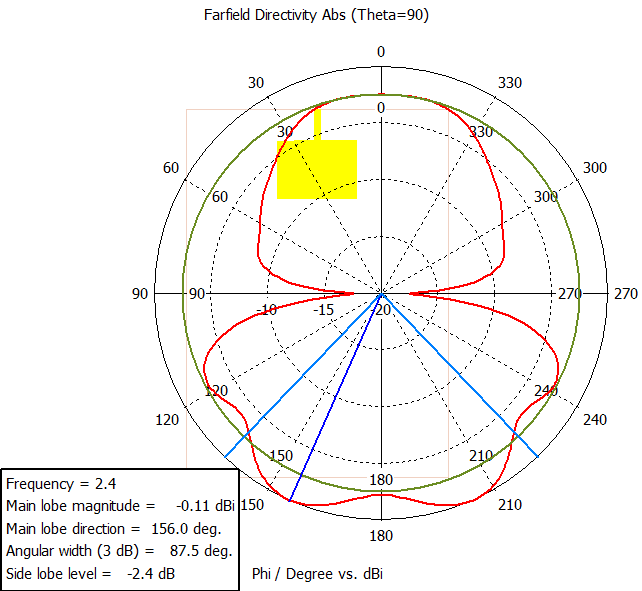 Farfield Directivity Abs (Theta=90)
0
30 330
0
30 330
60 300
60 300
90 90 270 270
-10 -15 -20
120 240
120 240
150 210
180
150 210
180
Frequency = 2.4
Main lobe magnitude = -0.11 dBi
Main lobe direction = 156.0 deg.
Angular width (3 dB) = 87.5 deg.
Side lobe level = -2.4 dB
Phi / Degree vs. dBi